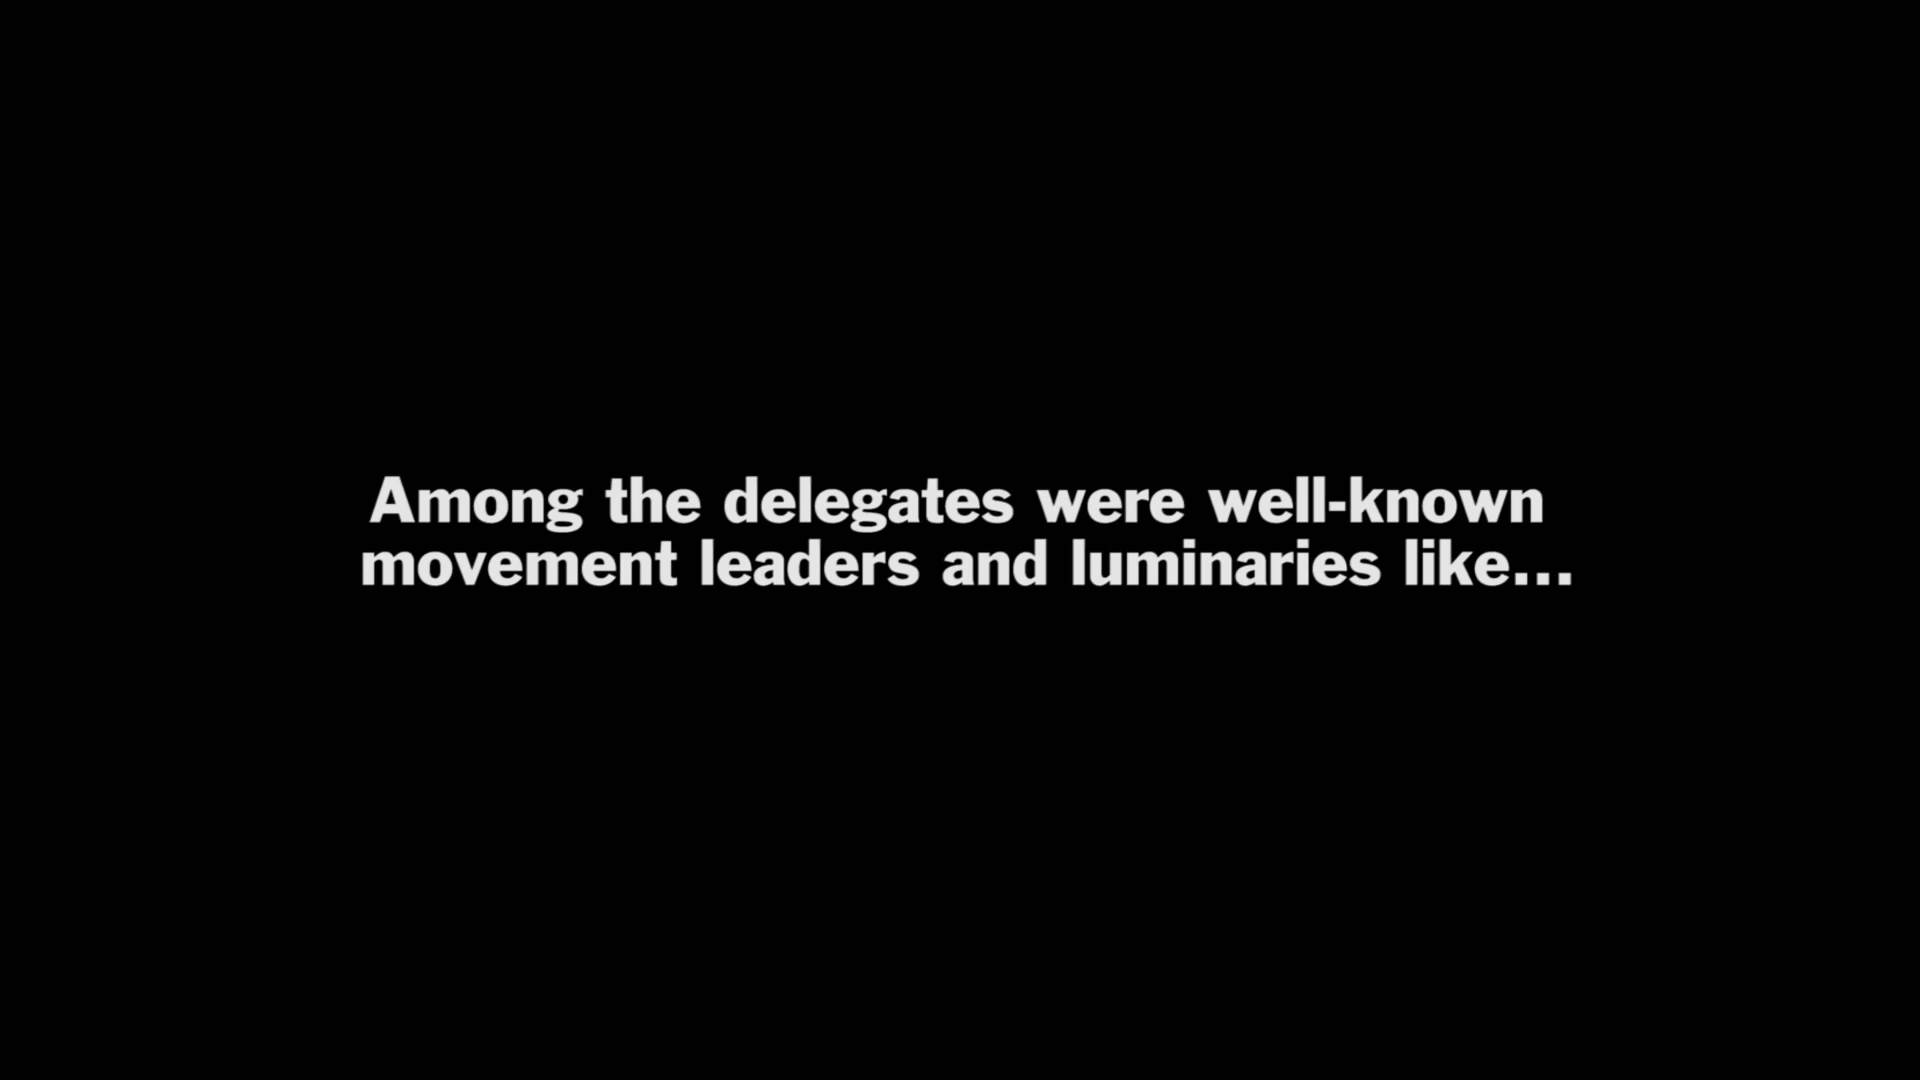 Among the delegates were well-known
movement leaders and luminaries like...